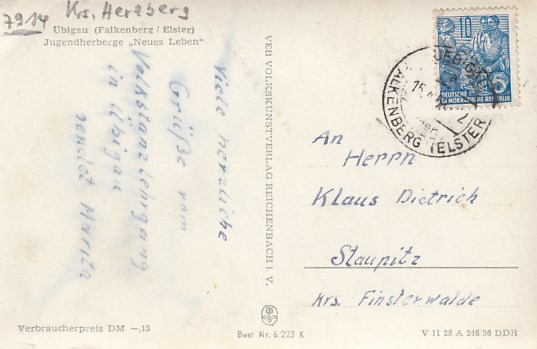 7914
Krs. Herzberg
Übigau (Falkenberg / Elster)
Jugendherberge „Neues Leben"
Viele herzliche
Grüße vom
Volkstanzlehrgang
in Übigau
sendet Marita
Verbraucherpreis DM —,15
VEB VOLKSKUNSTVERLAG REICHENBACH I. V.
Best Nr. 6/223 K
10
5
DEUTSCHE
DEMOKRATISCHE REPUBLIK
FALKENBERG (ELSTER)
An
Herrn
Klaus Dietrich
Staupitz
Krs. Finsterwalde
V 11 28 A 246/56 DDR